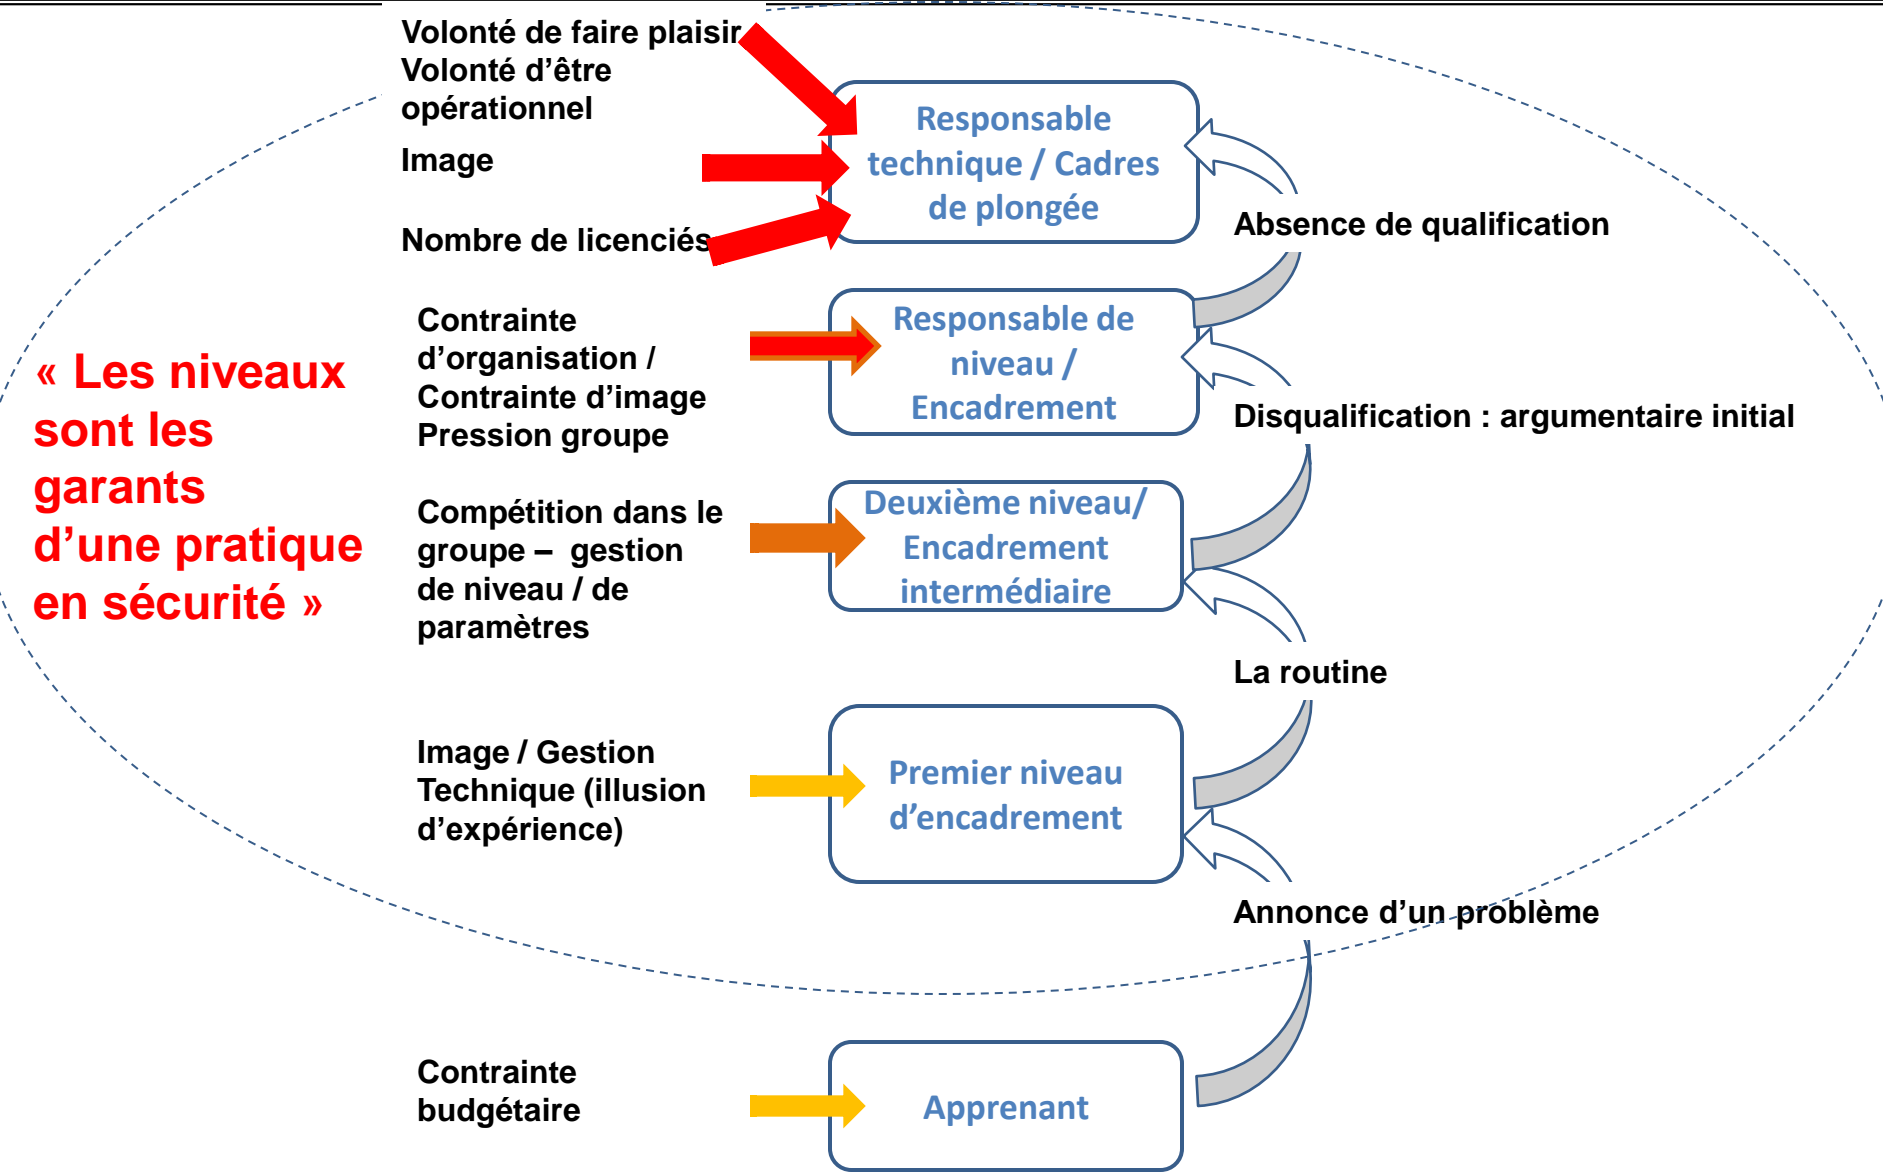 Volonté de faire plaisir
Volonté d’être
opérationnel
Image
Nombre de licenciés
Responsable
technique / Cadres
de plongée
Absence de qualification
« Les niveaux
sont les
garants
d’une pratique
en sécurité »
Contrainte
d’organisation /
Contrainte d’image
Pression groupe
Responsable de
niveau /
Encadrement
Disqualification : argumentaire initial
Compétition dans le
groupe – gestion
de niveau / de
paramètres
Deuxième niveau/
Encadrement
intermédiaire
La routine
Image / Gestion
Technique (illusion
d’expérience)
Premier niveau
d’encadrement
Annonce d’un problème
Contrainte
budgétaire
Apprenant